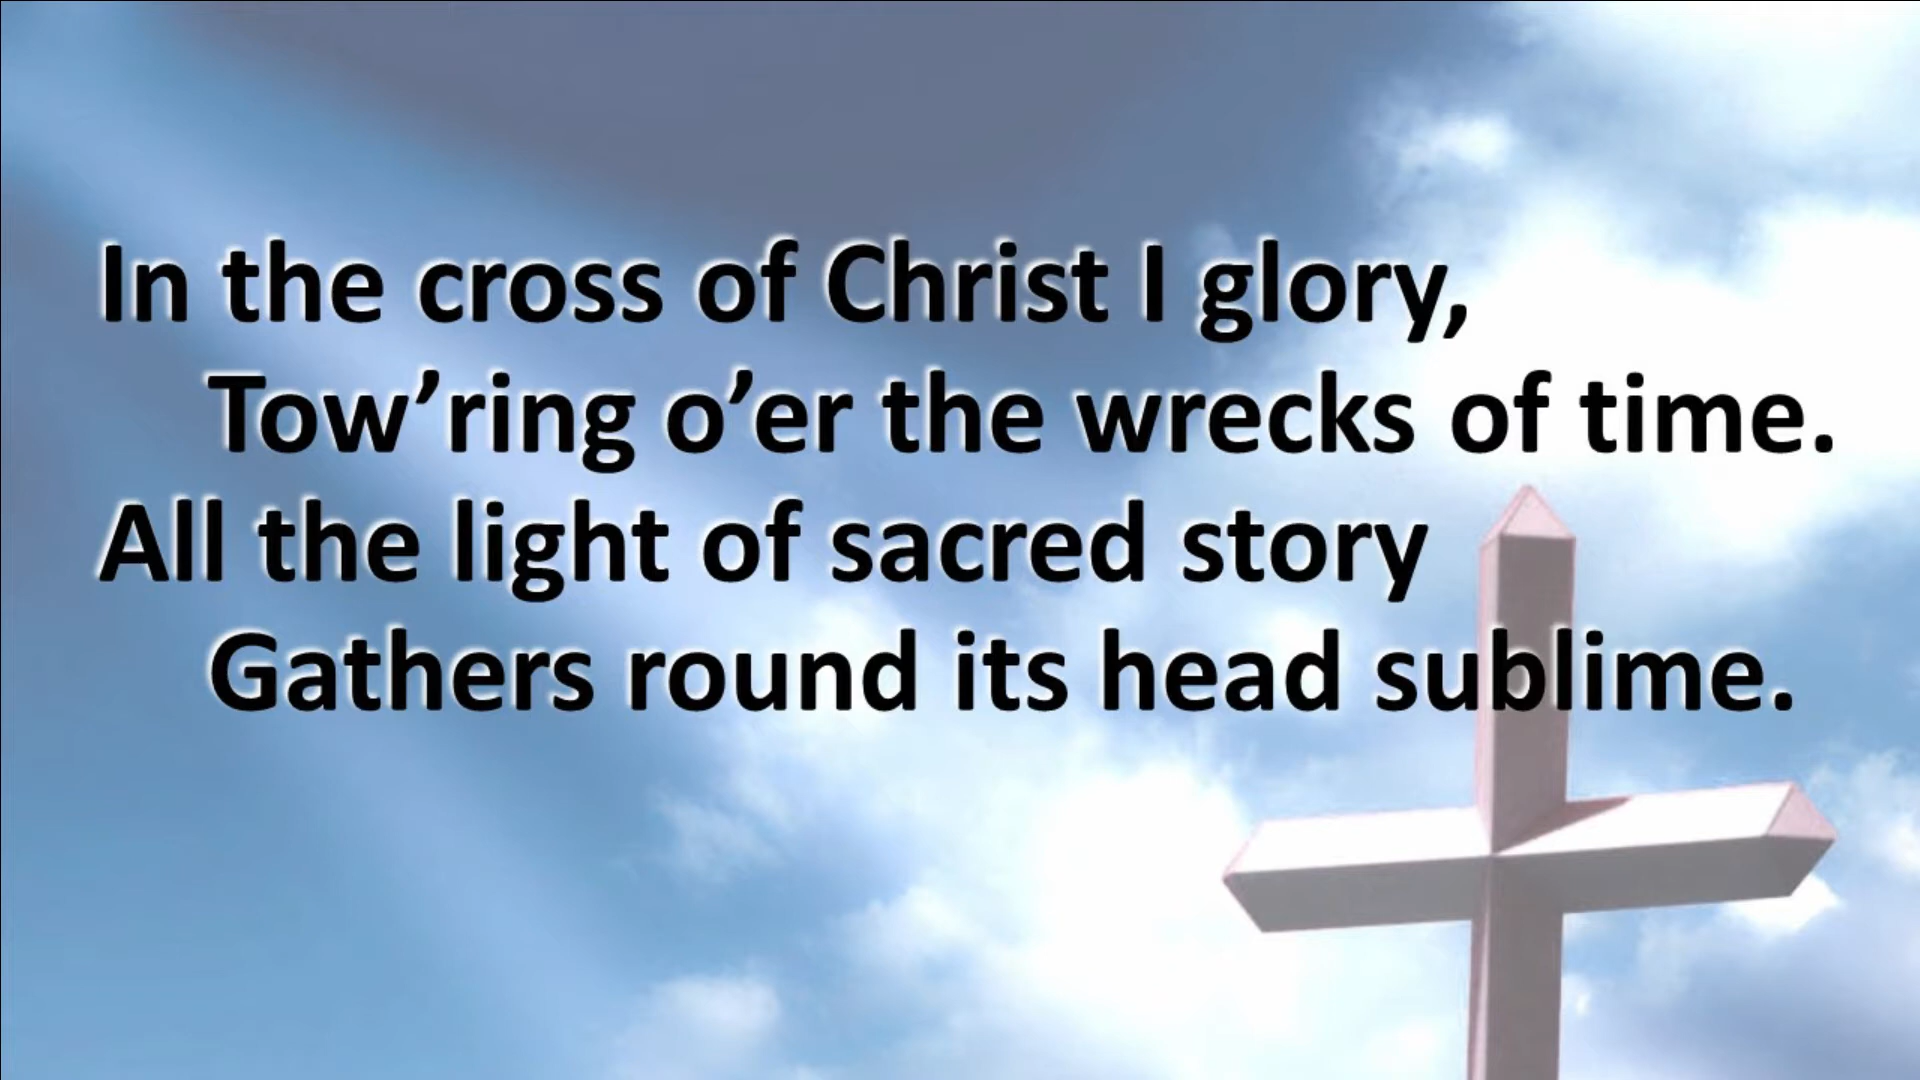 In the cross of Christ I glory,
Tow’ring o’er the wrecks of time.
All the light of sacred story
Gathers round its head sublime.